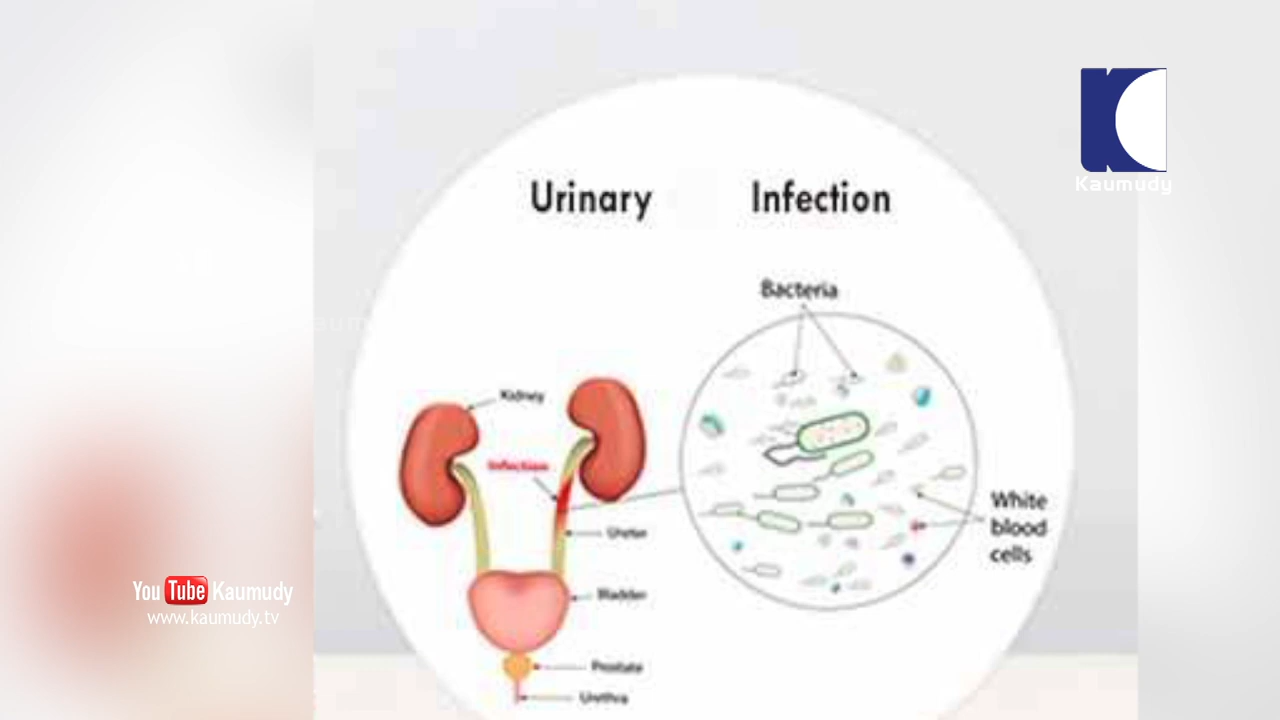 Kaumudy
Urinary Infection
Bacteria
Kidney
Infection
Ureter
Bladder
Prostate
Urethra
White
blood
cells
YouTube Kaumudy
www.kaumudy.tv